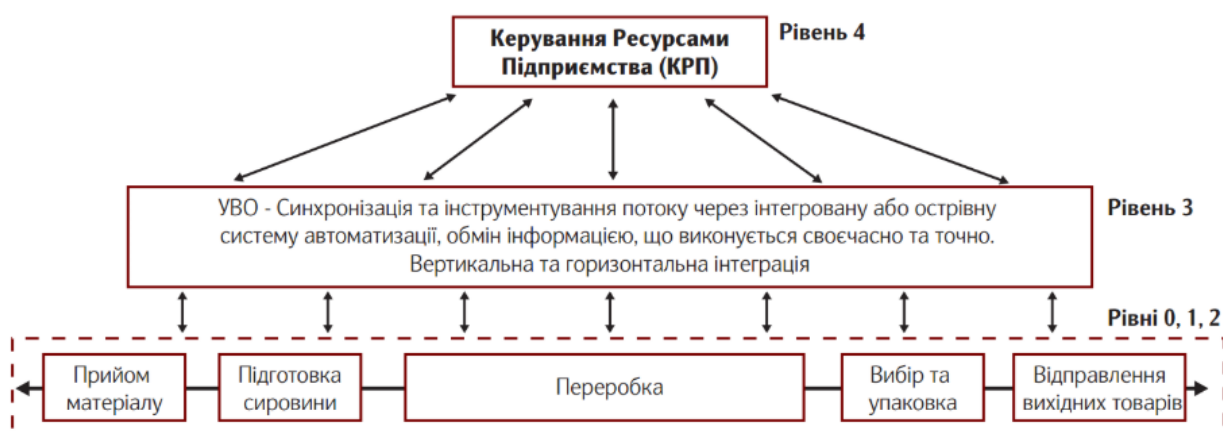 Керування Ресурсами
Підприємства (КРП)
Рівень 4
УВО - Синхронізація та інструментування потоку через інтегровану або острівну
систему автоматизації, обмін інформацією, що виконується своєчасно та точно.
Вертикальна та горизонтальна інтеграція
Рівень 3
Рівні 0, 1, 2
Прийом
матеріалу
Підготовка
сировини
Переробка
Вибір та
упаковка
Відправлення
вихідних товарів